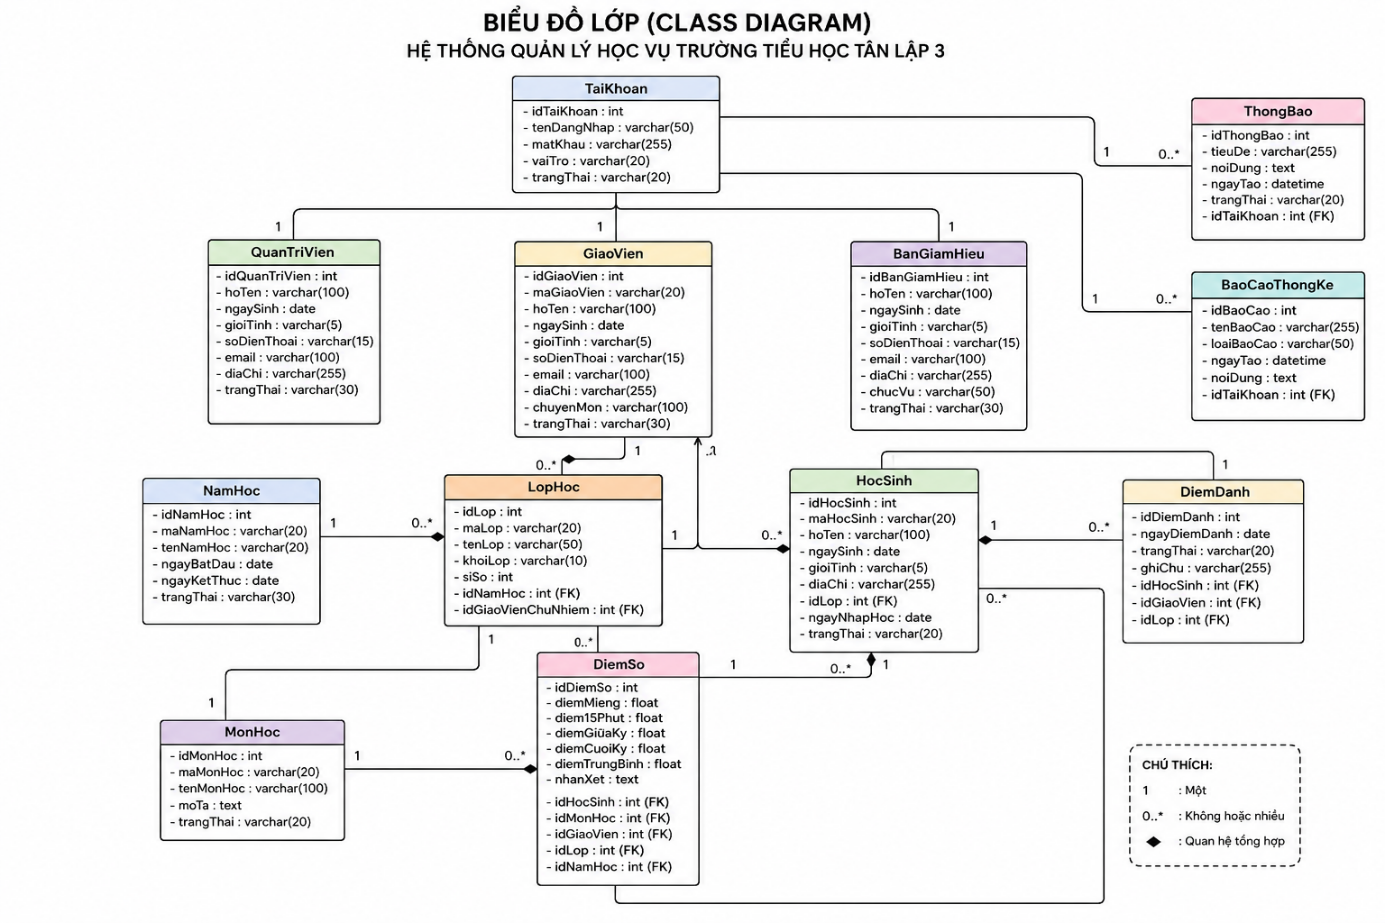 BIỂU ĐỒ LỚP (CLASS DIAGRAM)
HỆ THỐNG QUẢN LÝ HỌC VỤ TRƯỜNG TIỂU HỌC TÂN LẬP 3
TaiKhoan
- idTaiKhoan : int
- tenDangNhap : varchar(50)
- matKhau : varchar(255)
- vaiTro : varchar(20)
- trangThai : varchar(20)
1
0..*
ThongBao
- idThongBao : int
- tieuDe : varchar(255)
- noiDung : text
- ngayTao : datetime
- trangThai : varchar(20)
- idTaiKhoan : int (FK)
1
1
1
QuanTriVien
- idQuanTriVien : int
- hoTen : varchar(100)
- ngaySinh : date
- gioiTinh : varchar(5)
- soDienThoai : varchar(15)
- email : varchar(100)
- diaChi : varchar(255)
- trangThai : varchar(30)
GiaoVien
- idGiaoVien : int
- maGiaoVien : varchar(20)
- hoTen : varchar(100)
- ngaySinh : date
- gioiTinh : varchar(5)
- soDienThoai : varchar(15)
- email : varchar(100)
- diaChi : varchar(255)
- chuyenMon : varchar(100)
- trangThai : varchar(30)
BanGiamHieu
- idBanGiamHieu : int
- hoTen : varchar(100)
- ngaySinh : date
- gioiTinh : varchar(5)
- soDienThoai : varchar(15)
- email : varchar(100)
- diaChi : varchar(255)
- chucVu : varchar(50)
- trangThai : varchar(30)
1
0..*
BaoCaoThongKe
- idBaoCao : int
- tenBaoCao : varchar(255)
- loaiBaoCao : varchar(50)
- ngayTao : datetime
- noiDung : text
- idTaiKhoan : int (FK)
1
0..*
NamHoc
- idNamHoc : int
- maNamHoc : varchar(20)
- tenNamHoc : varchar(20)
- ngayBatDau : date
- ngayKetThuc : date
- trangThai : varchar(30)
1
0..*
LopHoc
- idLop : int
- maLop : varchar(20)
- tenLop : varchar(50)
- khoiLop : varchar(10)
- siSo : int
- idNamHoc : int (FK)
- idGiaoVienChuNhiem : int (FK)
1
0..*
HocSinh
- idHocSinh : int
- maHocSinh : varchar(20)
- hoTen : varchar(100)
- ngaySinh : date
- gioiTinh : varchar(5)
- diaChi : varchar(255)
- idLop : int (FK)
- ngayNhapHoc : date
- trangThai : varchar(20)
1
1
0..*
0..*
DiemDanh
- idDiemDanh : int
- ngayDiemDanh : date
- trangThai : varchar(20)
- ghiChu : varchar(255)
- idHocSinh : int (FK)
- idGiaoVien : int (FK)
- idLop : int (FK)
1
0..*
1
1
0..*
1
MonHoc
- idMonHoc : int
- maMonHoc : varchar(20)
- tenMonHoc : varchar(100)
- moTa : text
- trangThai : varchar(20)
1
0..*
DiemSo
- idDiemSo : int
- diemMieng : float
- diem15Phut : float
- diemGiữaKy : float
- diemCuoiKy : float
- diemTrungBinh : float
- nhanXet : text
- idHocSinh : int (FK)
- idMonHoc : int (FK)
- idGiaoVien : int (FK)
- idLop : int (FK)
- idNamHoc : int (FK)
CHÚ THÍCH:
1 : Một
0..* : Không hoặc nhiều
: Quan hệ tổng hợp